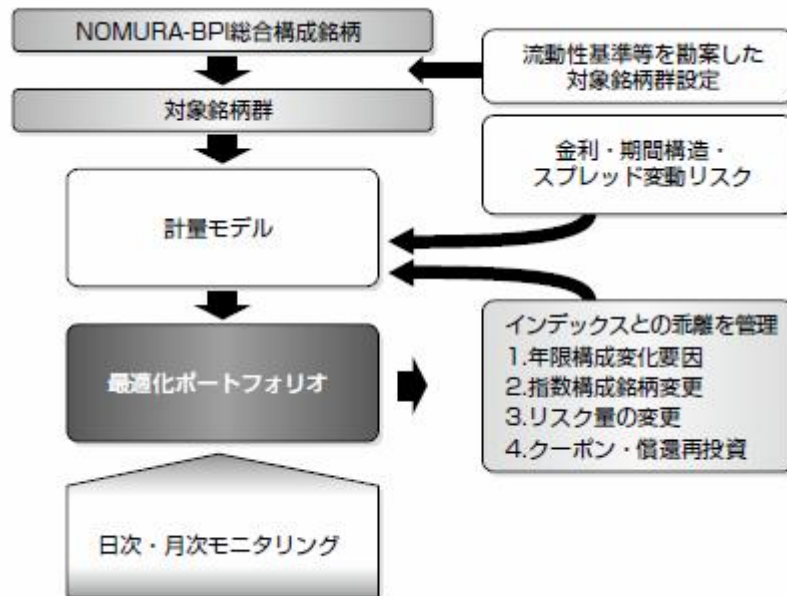 NOMURA-BPI総合構成銘柄
流動性基準等を勘案した
対象銘柄群設定
対象銘柄群
金利・期間構造・
スプレッド変動リスク
計量モデル
最適化ポートフォリオ
インデックスとの乖離を管理
1.年限構成変化要因
2.指数構成銘柄変更
3.リスク量の変更
4.クーポン・償還再投資
日次・月次モニタリング